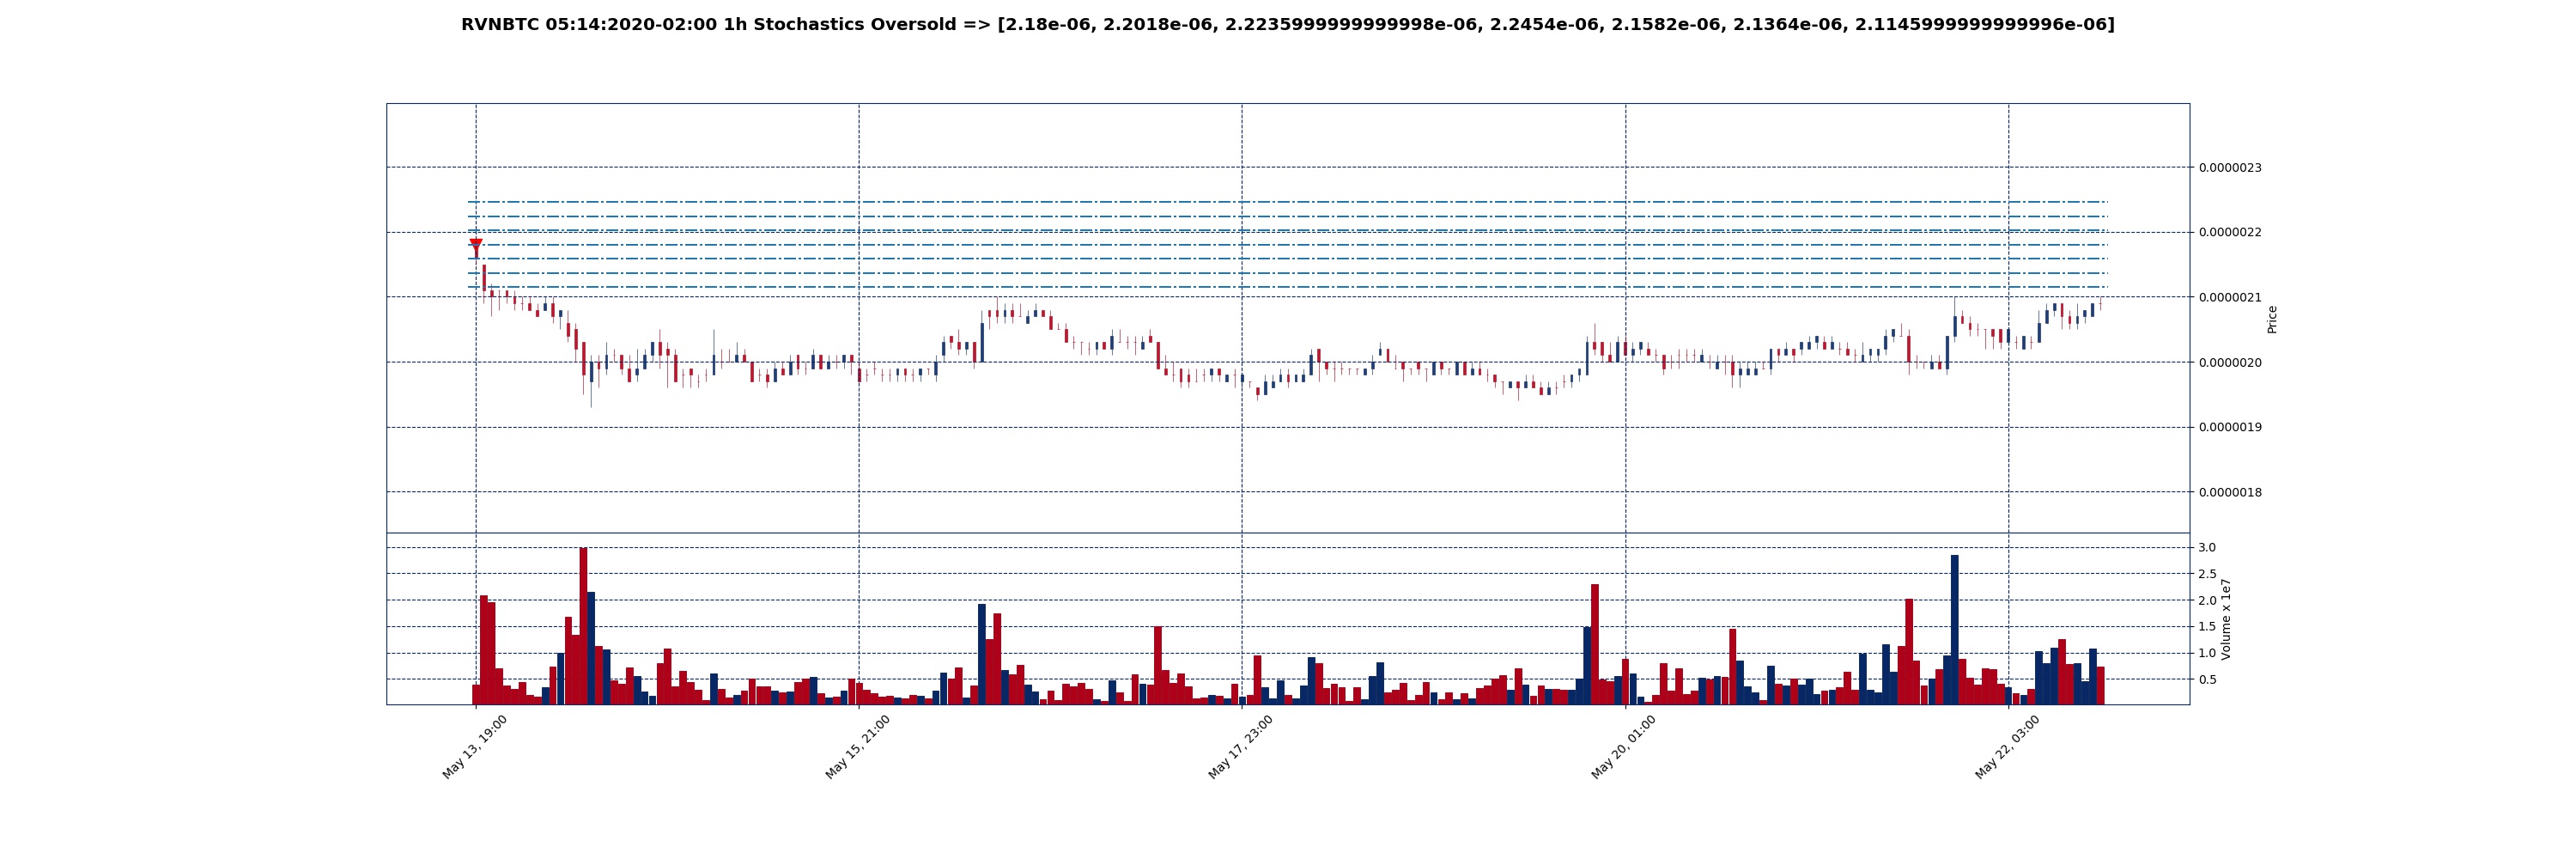 RVNBTC 05:14:2020-02:00 1h Stochastics Oversold => [2.18e-06, 2.2018e-06, 2.2235999999999998e-06, 2.2454e-06, 2.1582e-06, 2.1364e-06, 2.1145999999999996e-06]
0.0000023
0.0000022
0.0000021
0.0000020
0.0000019
0.0000018
Price
3.0
2.5
2.0
1.5
1.0
0.5
Volume x 1e7
May 13, 19:00
May 15, 21:00
May 17, 23:00
May 20, 01:00
May 22, 03:00